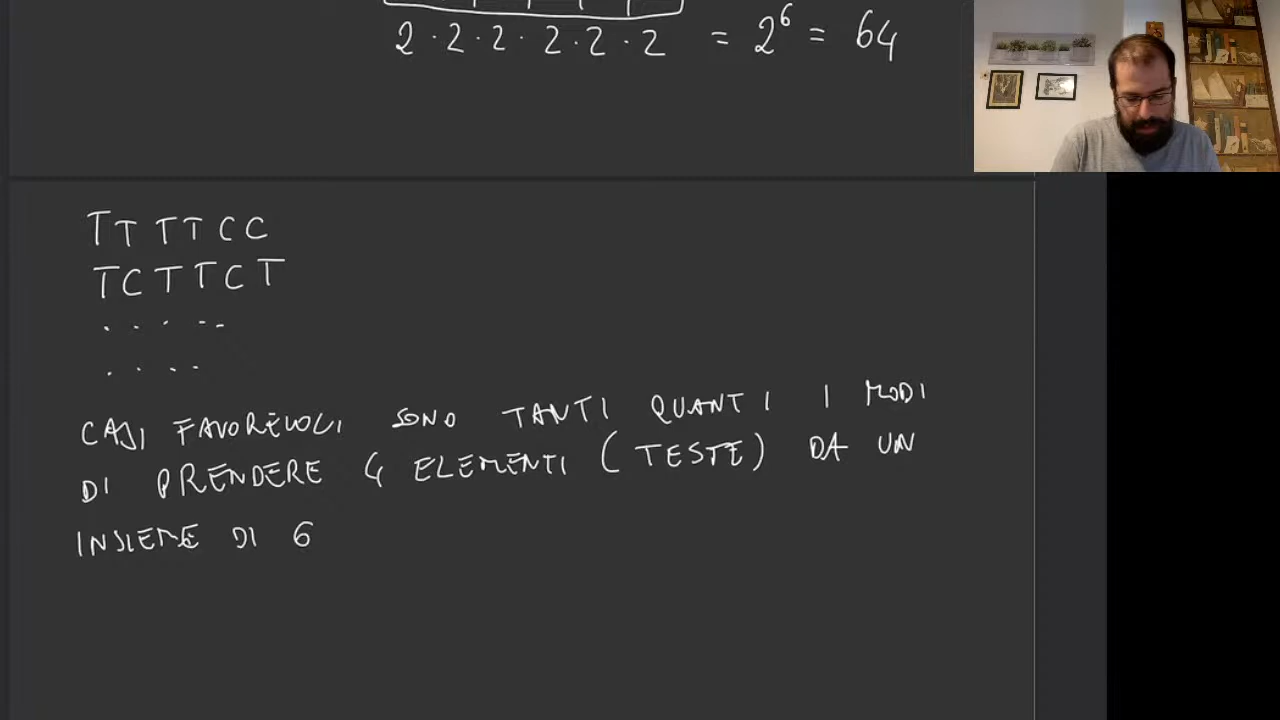 2 · 2 · 2 · 2 · 2 · 2 = 2⁶ = 64
T T T T C C
T C T T C T
. . . . .
. . . .
CASI FAVOREVOLI SONO TANTI QUANTI I MODI
DI PRENDERE 4 ELEMENTI (TESTE) DA UN
INSIEME DI 6